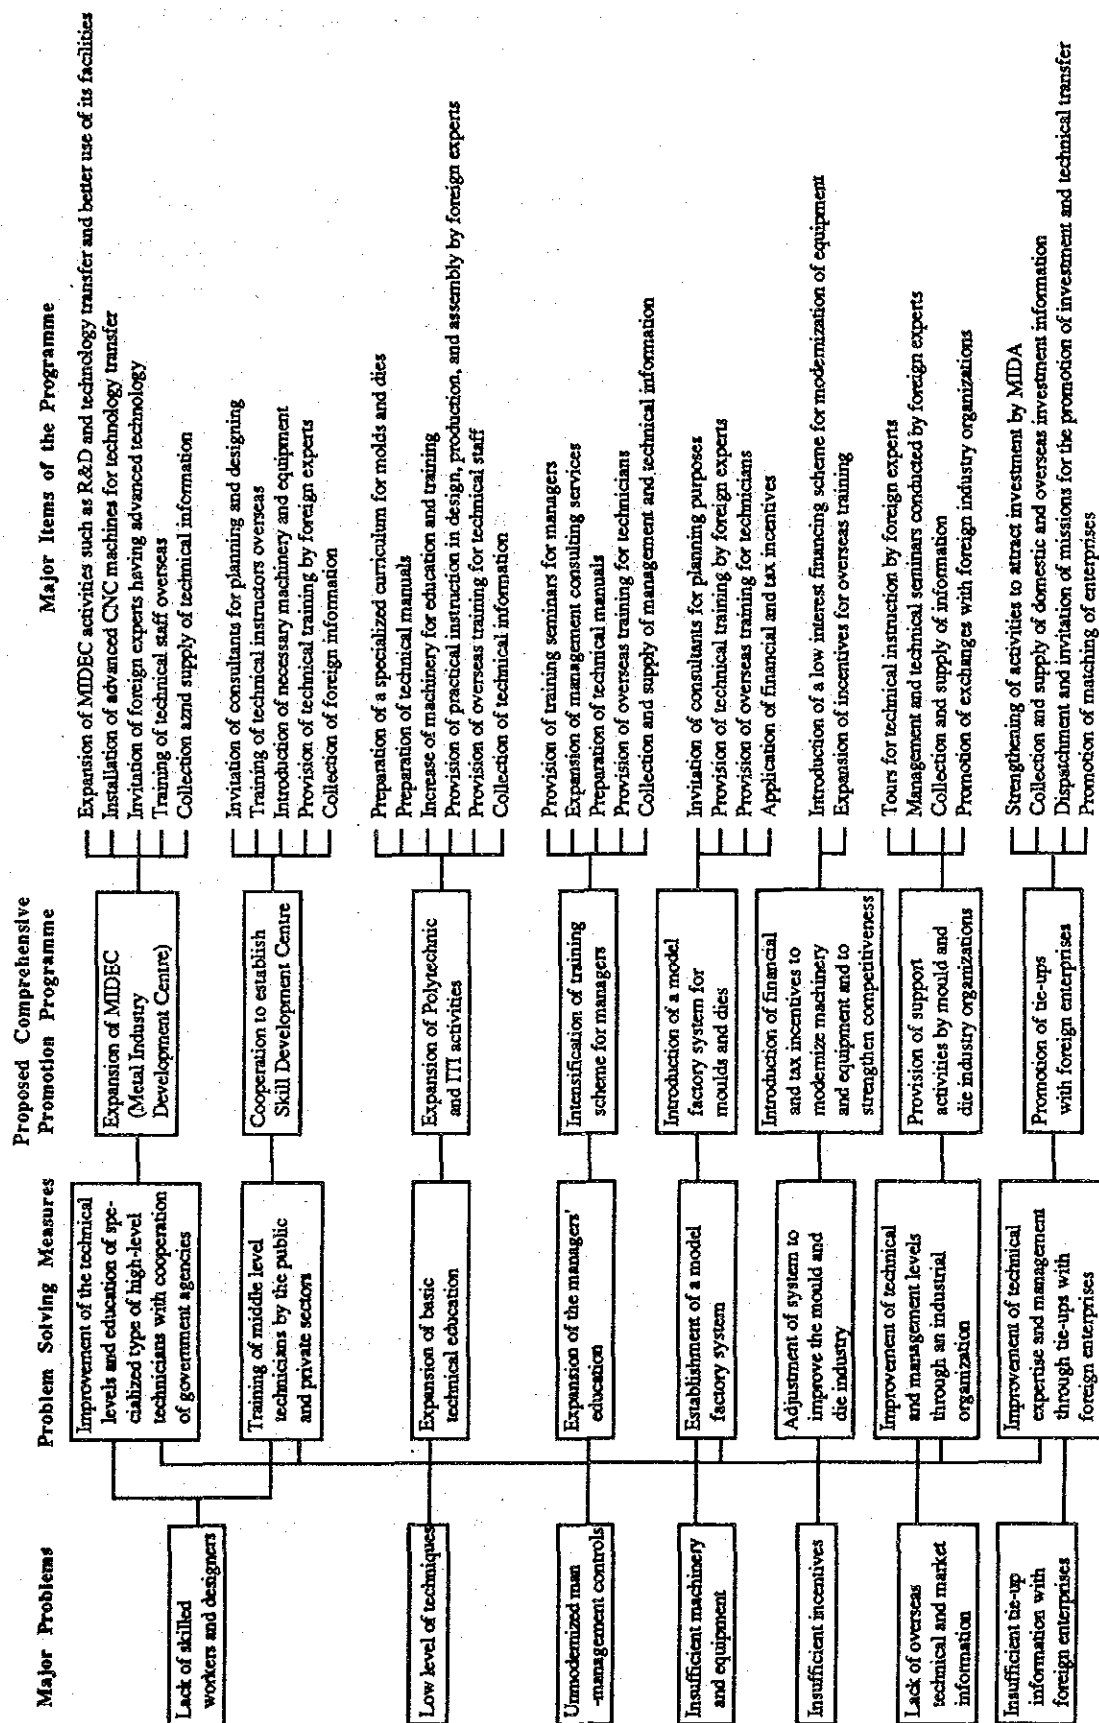 Major Problems
Problem Solving Measures
Proposed Comprehensive
Promotion Programme
Major Items of the Programme
Lack of skilled
workers and designers
Low level of techniques
Unmodernized man
-management controls
Insufficient machinery
and equipment
Insufficient incentives
Lack of overseas
technical and market
information
Insufficient tie-up
information with
foreign enterprises
Improvement of the technical
levels and education of spe-
cialized type of high-level
technicians with cooperation
of government agencies
Training of middle level
technicians by the public
and private sectors
Expansion of basic
technical education
Expansion of the managers'
education
Establishment of a model
factory system
Adjustment of system to
improve the mould and
die industry
Improvement of technical
and management levels
through an industrial
organization
Improvement of technical
expertise and management
through tie-ups with
foreign enterprises
Expansion of MIDEC
(Metal Industry
Development Centre)
Cooperation to establish
Skill Development Centre
Expansion of Polytechnic
and ITI activities
Intensification of training
scheme for managers
Introduction of a model
factory system for
moulds and dies
Introduction of financial
and tax incentives to
modernize machinery
and equipment and to
strengthen competitiveness
Provision of support
activities by mould and
die industry organizations
Promotion of tie-ups
with foreign enterprises
Expansion of MIDEC activities such as R&D and technology transfer and better use of its facilities
Installation of advanced CNC machines for technology transfer
Invitation of foreign experts having advanced technology
Training of technical staff overseas
Collection aznd supply of technical information
Invitation of consultants for planning and designing
Training of technical instructors overseas
Introduction of necessary machinery and equipment
Provision of technical training by foreign experts
Collection of foreign information
Preparation of a specialized curriculum for molds and dies
Preparation of technical manuals
Increase of machinery for education and training
Provision of practical instruction in design, production, and assembly by foreign experts
Provision of overseas training for technical staff
Collection of technical information
Provision of training seminars for managers
Expansion of management consulting services
Preparation of technical manuals
Provision of overseas training for technicians
Collection and supply of management and technical information
Invitation of consultants for planning purposes
Provision of technical training by foreign experts
Provision of overseas training for technicians
Application of financial and tax incentives
Introduction of a low interest financing scheme for modernization of equipment
Expansion of incentives for overseas training
Tours for technical instruction by foreign experts
Management and technical seminars conducted by foreign experts
Collection and supply of information
Promotion of exchanges with foreign industry organizations
Strengthening of activities to attract investment by MIDA
Collection and supply of domestic and overseas investment information
Dispatchment and invitation of missions for the promotion of investment and technical transfer
Promotion of matching of enterprises